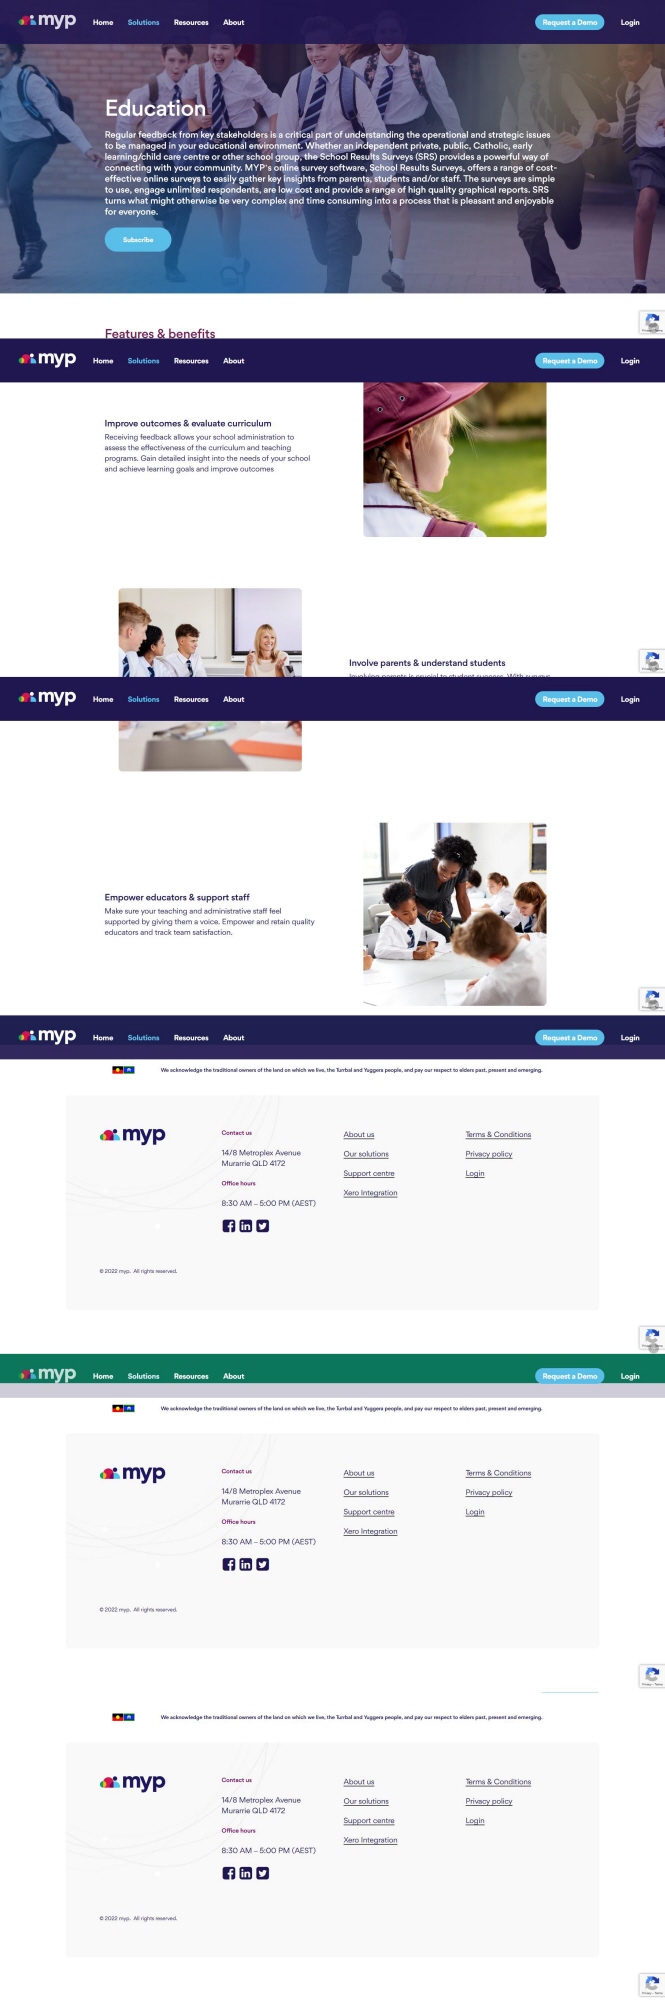 myp Home Solutions Resources About Request a Demo Login
Education
Regular feedback from key stakeholders is a critical part of understanding the operational and strategic issues
to be managed in your educational environment. Whether an independent private, public, Catholic, early
learning/child care centre or other school group, the School Results Surveys (SRS) provides a powerful way of
connecting with your community. MYP's online survey software, School Results Surveys, offers a range of cost-
effective online surveys to easily gather key insights from parents, students and/or staff. The surveys are simple
to use, engage unlimited respondents, are low cost and provide a range of high quality graphical reports. SRS
turns what might otherwise be very complex and time consuming into a process that is pleasant and enjoyable
for everyone.
Subscribe
Features & benefits
Privacy - Terms
myp Home Solutions Resources About Request a Demo Login
Improve outcomes & evaluate curriculum
Receiving feedback allows your school administration to
assess the effectiveness of the curriculum and teaching
programs. Gain detailed insight into the needs of your school
and achieve learning goals and improve outcomes
Involve parents & understand students
Involving parents is crucial to student success. With surveys
Privacy - Terms
myp Home Solutions Resources About Request a Demo Login
Empower educators & support staff
Make sure your teaching and administrative staff feel
supported by giving them a voice. Empower and retain quality
educators and track team satisfaction.
Privacy - Terms
myp Home Solutions Resources About Request a Demo Login
We acknowledge the traditional owners of the land on which we live, the Turrbal and Yuggera people, and pay our respect to elders past, present and emerging.
myp
Contact us
14/8 Metroplex Avenue
Murarrie QLD 4172
Office hours
8:30 AM – 5:00 PM (AEST)
About us
Our solutions
Support centre
Xero Integration
Terms & Conditions
Privacy policy
Login
© 2022 myp. All rights reserved.
myp Home Solutions Resources About Request a Demo Login
We acknowledge the traditional owners of the land on which we live, the Turrbal and Yuggera people, and pay our respect to elders past, present and emerging.
myp
Contact us
14/8 Metroplex Avenue
Murarrie QLD 4172
Office hours
8:30 AM – 5:00 PM (AEST)
About us
Our solutions
Support centre
Xero Integration
Terms & Conditions
Privacy policy
Login
© 2022 myp. All rights reserved.
Privacy - Terms
We acknowledge the traditional owners of the land on which we live, the Turrbal and Yuggera people, and pay our respect to elders past, present and emerging.
myp
Contact us
14/8 Metroplex Avenue
Murarrie QLD 4172
Office hours
8:30 AM – 5:00 PM (AEST)
About us
Our solutions
Support centre
Xero Integration
Terms & Conditions
Privacy policy
Login
© 2022 myp. All rights reserved.
Privacy - Terms